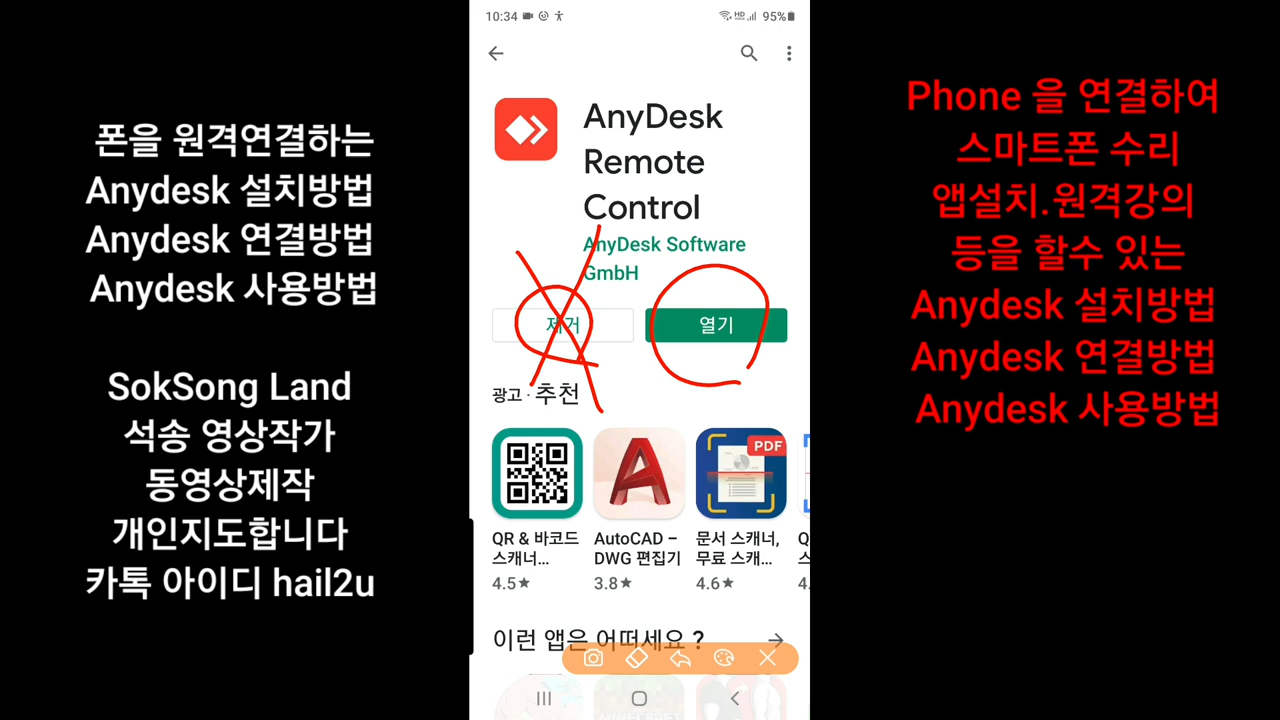 폰을 원격연결하는
Anydesk 설치방법
Anydesk 연결방법
Anydesk 사용방법
SokSong Land
석송 영상작가
동영상제작
개인지도합니다
카톡 아이디 hail2u
10:34
95%
AnyDesk
Remote
Control
AnyDesk Software
GmbH
제거
열기
광고 · 추천
PDF
QR & 바코드
스캐너...
4.5★
AutoCAD –
DWG 편집기
3.8★
문서 스캐너,
무료 스캐...
4.6★
이런 앱은 어떠세요 ?
Phone 을 연결하여
스마트폰 수리
앱설치.원격강의
등을 할수 있는
Anydesk 설치방법
Anydesk 연결방법
Anydesk 사용방법